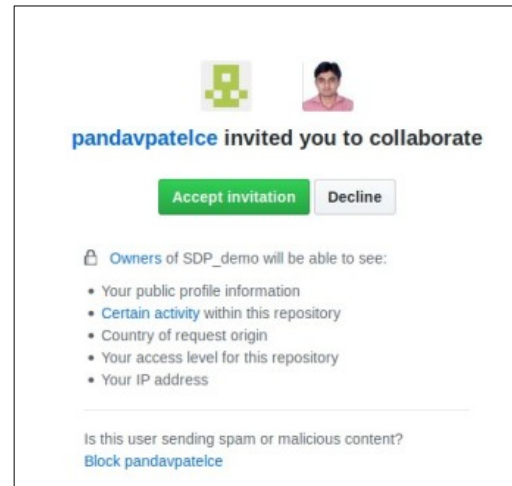 pandavpatelce invited you to collaborate
Accept invitation Decline
Owners of SDP_demo will be able to see:
• Your public profile information
• Certain activity within this repository
• Country of request origin
• Your access level for this repository
• Your IP address
Is this user sending spam or malicious content?
Block pandavpatelce